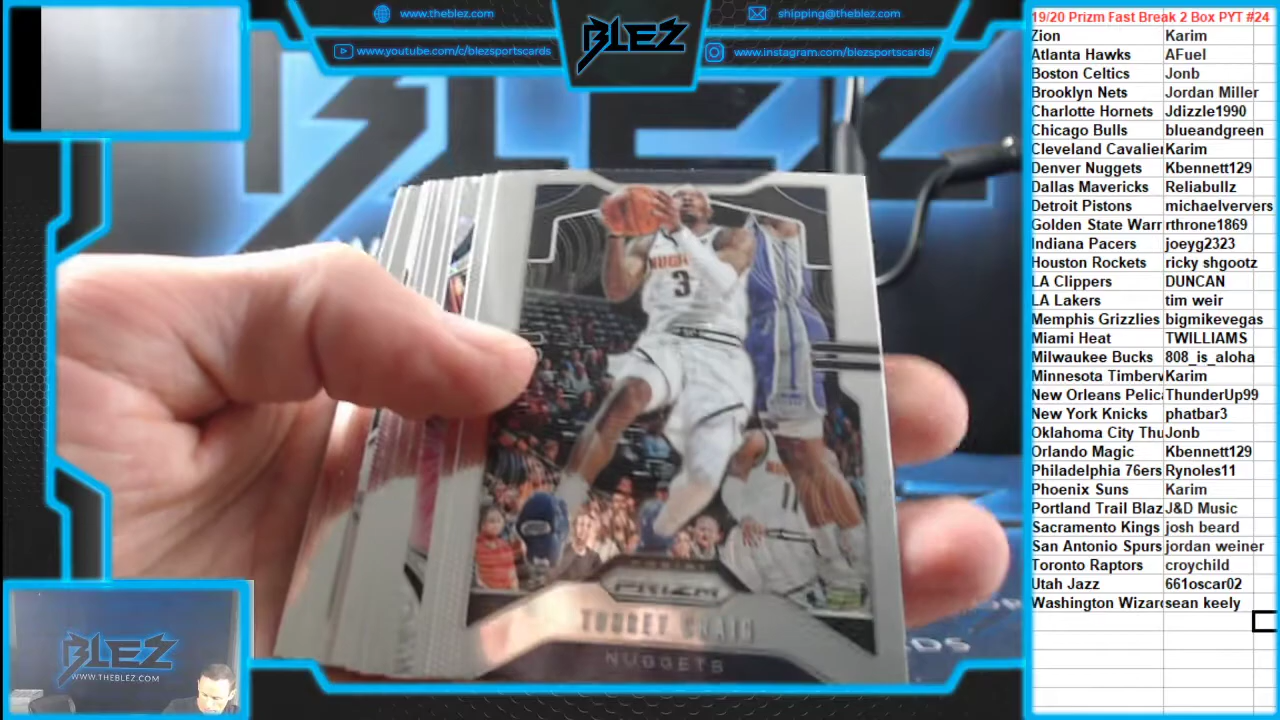 www.theblez.com
shipping@theblez.com
www.youtube.com/c/blezsportscards
www.instagram.com/blezsportscards/
BLEZ
19/20 Prizm Fast Break 2 Box PYT #24
Zion Karim
Atlanta Hawks AFuel
Boston Celtics Jonb
Brooklyn Nets Jordan Miller
Charlotte Hornets Jdizzle1990
Chicago Bulls blueandgreen
Cleveland Cavalier Karim
Denver Nuggets Kbennett129
Dallas Mavericks Reliabullz
Detroit Pistons michaelververs
Golden State Warr rthrone1869
Indiana Pacers joeyg2323
Houston Rockets ricky shgootz
LA Clippers DUNCAN
LA Lakers tim weir
Memphis Grizzlies bigmikevegas
Miami Heat TWILLIAMS
Milwaukee Bucks 808_is_aloha
Minnesota Timberv Karim
New Orleans Pelic ThunderUp99
New York Knicks phatbar3
Oklahoma City Thu Jonb
Orlando Magic Kbennett129
Philadelphia 76ers Rynoles11
Phoenix Suns Karim
Portland Trail Blaz J&D Music
Sacramento Kings josh beard
San Antonio Spurs jordan weiner
Toronto Raptors croychild
Utah Jazz 661oscar02
Washington Wizar sean keely
3
PRIZM
TORREY CRAIG
NUGGETS
BLEZ
WWW.THEBLEZ.COM